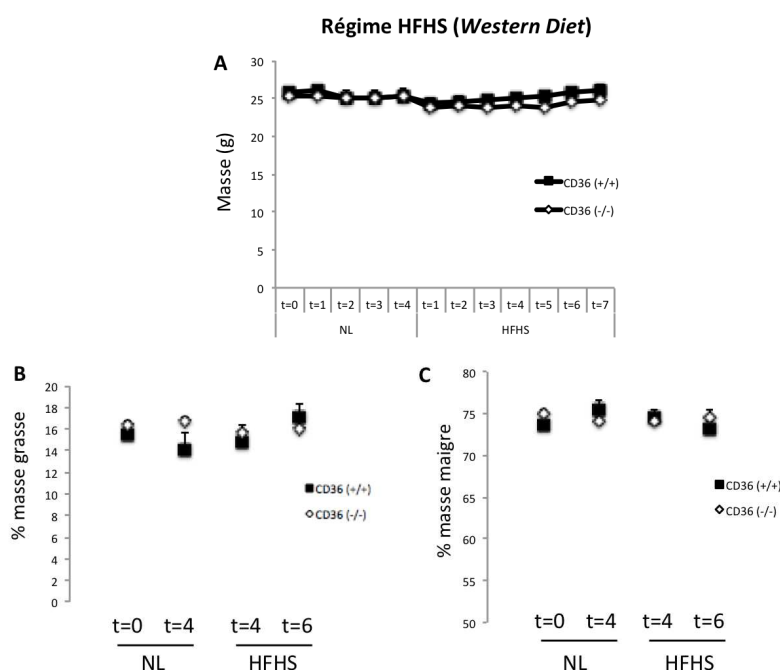 Régime HFHS (Western Diet)
A
30
25
20
15
10
5
0
Masse (g)
CD36 (+/+)
CD36 (-/-)
t=0 t=1 t=2 t=3 t=4 t=1 t=2 t=3 t=4 t=5 t=6 t=7
NL HFHS
B
20
18
16
14
12
10
8
6
4
2
0
% masse grasse
CD36 (+/+)
CD36 (-/-)
t=0 t=4 t=4 t=6
NL HFHS
C
80
75
70
65
60
55
50
% masse maigre
CD36 (+/+)
CD36 (-/-)
t=0 t=4 t=4 t=6
NL HFHS